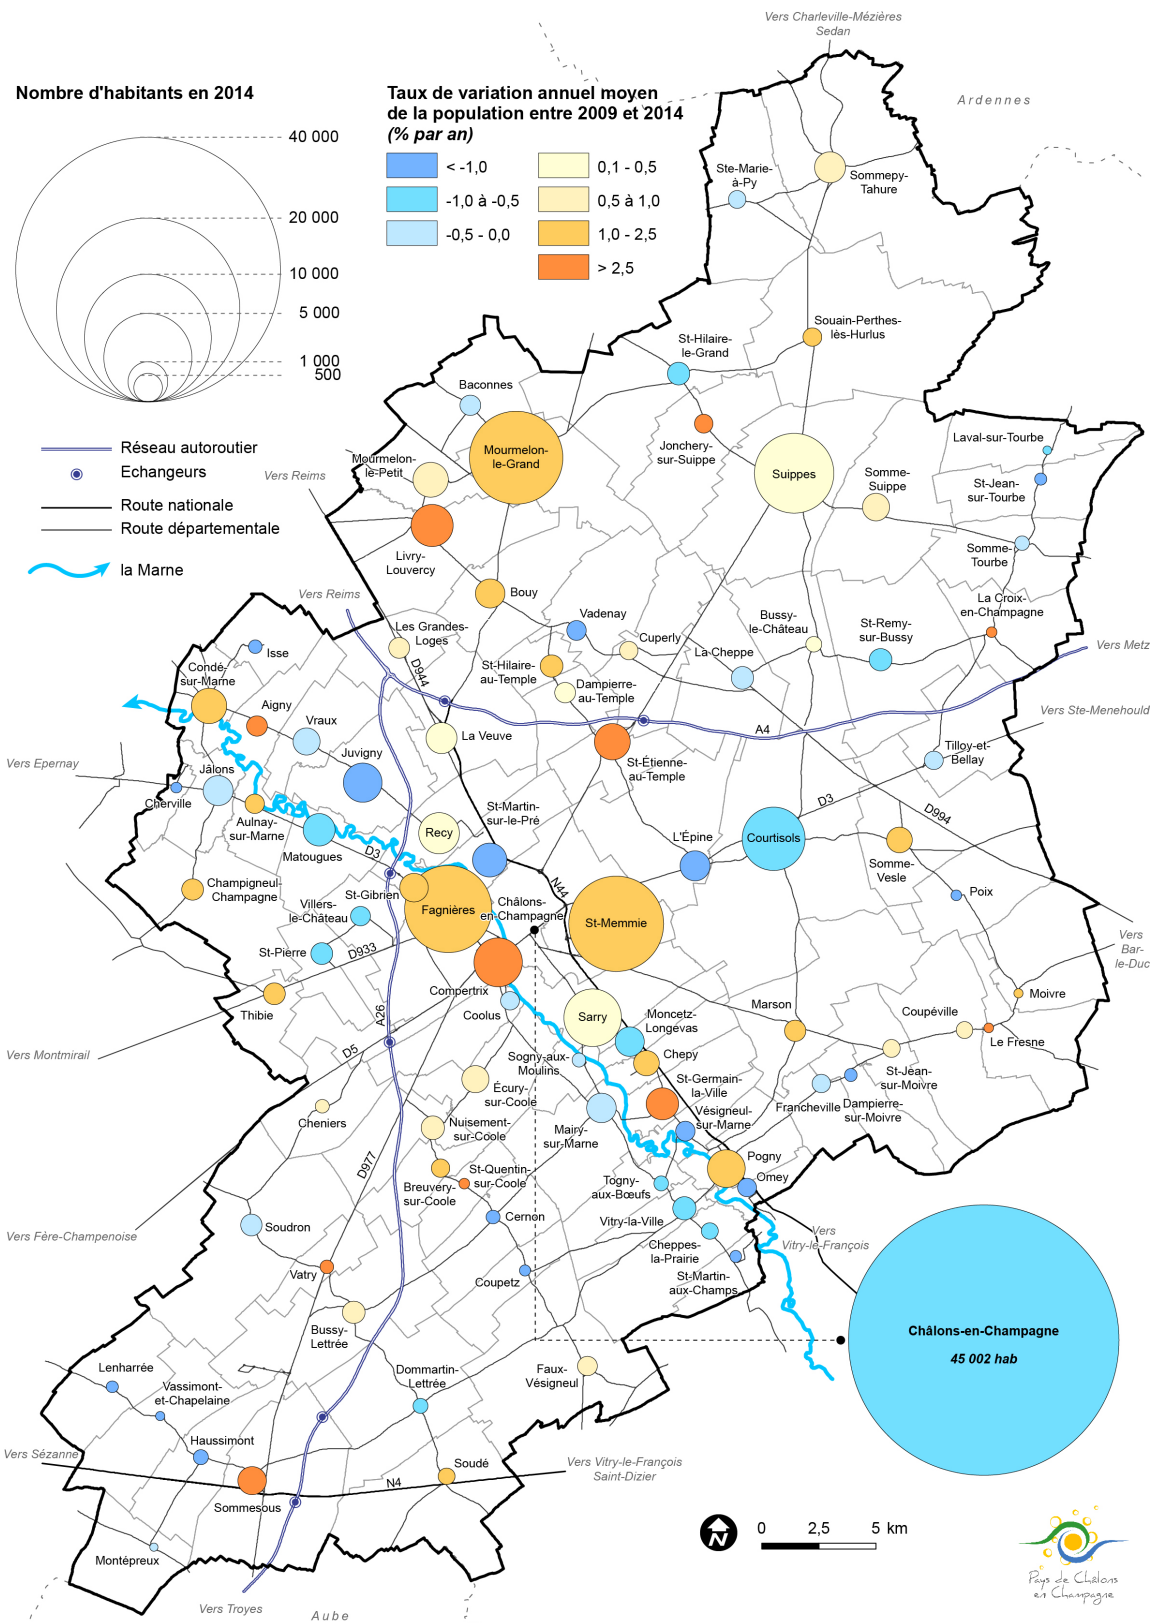 Vers Charleville-Mézières
Sedan
Ardennes
Nombre d'habitants en 2014
40 000
20 000
10 000
5 000
1 000
500
Taux de variation annuel moyen
de la population entre 2009 et 2014
(% par an)
< -1,0
-1,0 à -0,5
-0,5 - 0,0
0,1 - 0,5
0,5 à 1,0
1,0 - 2,5
> 2,5
Réseau autoroutier
Echangeurs
Route nationale
Route départementale
la Marne
Ste-Marie-
à-Py
Sommepy-
Tahure
Souain-Perthes-
lès-Hurlus
St-Hilaire-
le-Grand
Baconnes
Mourmelon-
le-Grand
Jonchery-
sur-Suippe
Suippes
Somme-
Suippe
Laval-sur-Tourbe
St-Jean-
sur-Tourbe
Somme-
Tourbe
Vers Reims
Mourmelon-
le-Petit
Livry-
Louvercy
Bouy
Vers Reims
Les Grandes-
Loges
D944
Vadenay
Cuperly
Bussy-
le-Château
St-Remy-
sur-Bussy
La Croix-
en-Champagne
Vers Metz
La Cheppe
St-Hilaire-
au-Temple
Dampierre-
au-Temple
Isse
Condé-
sur-Marne
Aigny
Vraux
Juvigny
La Veuve
A4
St-Étienne-
au-Temple
Vers Ste-Menehould
Tilloy-et-
Bellay
Vers Epernay
Jâlons
Cherville
Aulnay-
sur-Marne
Matougues
D3
Recy
St-Martin-
sur-le-Pré
L'Épine
Courtisols
D3
D994
Somme-
Vesle
Poix
Champigneul-
Champagne
Villers-
le-Château
St-Gibrien
Fagnières
Châlons-
en-Champagne
N44
St-Memmie
Vers
Bar-
le-Duc
St-Pierre
D933
Thibie
A26
Compertrix
Coolus
Sarry
Moncetz-
Longevas
Marson
Coupéville
Moivre
Le Fresne
Vers Montmirail
D5
Sogny-aux-
Moulins
Chepy
St-Germain-
la-Ville
St-Jean-
sur-Moivre
Francheville
Dampierre-
sur-Moivre
Cheniers
Écury-
sur-Coole
Nuisement-
sur-Coole
Mairy-
sur-Marne
Vésigneul-
sur-Marne
Pogny
Omey
D977
Breuvery-
sur-Coole
St-Quentin-
sur-Coole
Togny-
aux-Bœufs
Vitry-la-Ville
Cheppes-
la-Prairie
St-Martin-
aux-Champs
Vers
Vitry-le-François
Vers Fère-Champenoise
Soudron
Cernon
Vatry
Coupetz
Bussy-
Lettrée
Châlons-en-Champagne
45 002 hab
Lenharrée
Vassimont-
et-Chapelaine
Dommartin-
Lettrée
Faux-
Vésigneul
Haussimont
Vers Sézanne
Soudé
Vers Vitry-le-François
Saint-Dizier
N4
Sommesous
Montépreux
Vers Troyes
Aube
N
0
2,5
5 km
Pays de Châlons
en Champagne